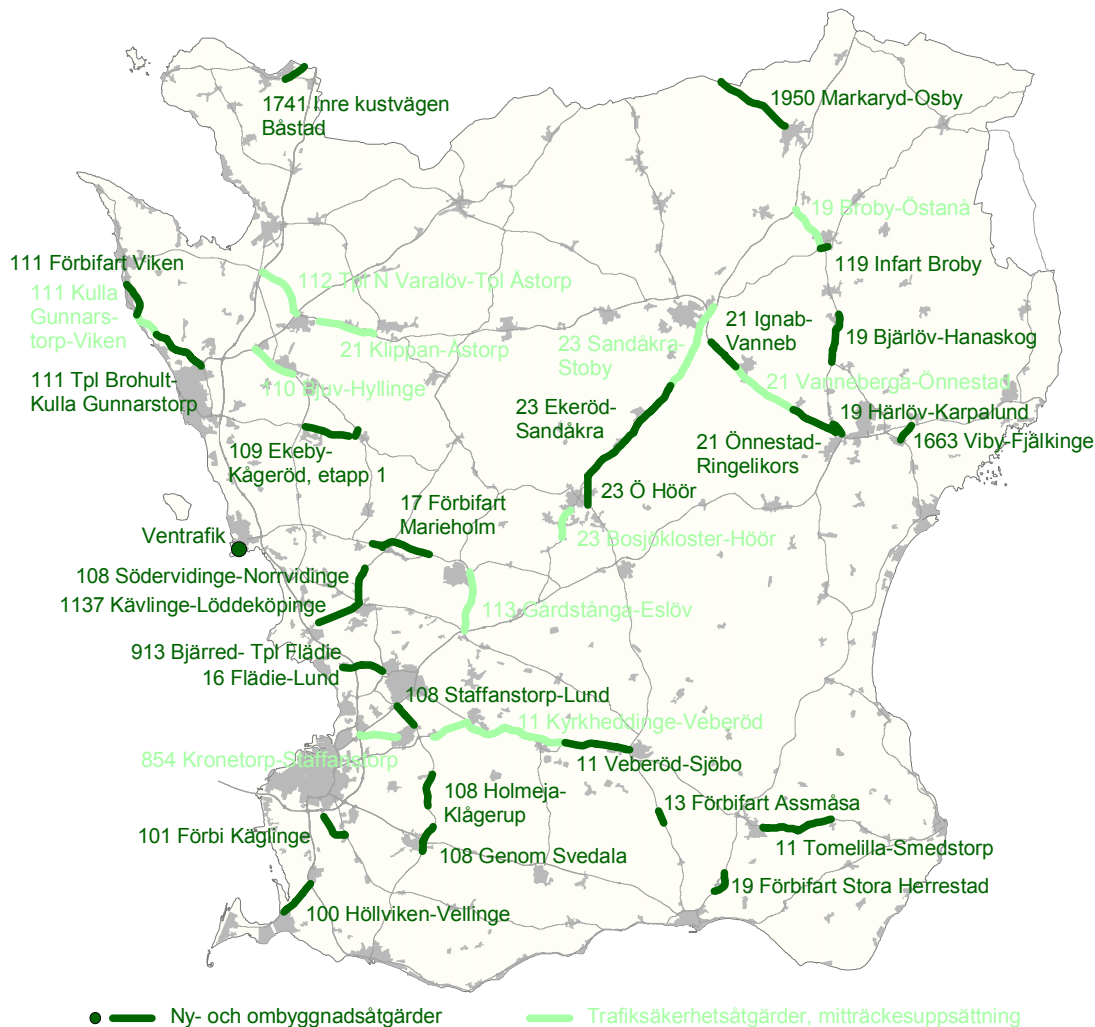 1741 Inre kustvägen
Båstad
1950 Markaryd-Osby
19 Broby-Östanå
119 Infart Broby
111 Förbifart Viken
111 Kulla
Gunnars-
torp-Viken
112 Tpl N Varalöv-Tpl Åstorp
21 Klippan-Åstorp
110 Bjuv-Hyllinge
111 Tpl Brohult-
Kulla Gunnarstorp
23 Sandåkra-
Stoby
21 Ignab-
Vanneb
19 Bjärlöv-Hanaskog
21 Vanneberga-Önnestad
23 Ekeröd-
Sandåkra
19 Härlöv-Karpalund
21 Önnestad-
Ringelikors
1663 Viby-Fjälkinge
109 Ekeby-
Kågeröd, etapp 1
23 Ö Höör
17 Förbifart
Marieholm
23 Bosjökloster-Höör
Ventrafik
108 Södervidinge-Norrvidinge
1137 Kävlinge-Löddeköpinge
113 Gårdstånga-Eslöv
913 Bjärred- Tpl Flädie
16 Flädie-Lund
108 Staffanstorp-Lund
11 Kyrkheddinge-Veberöd
854 Kronetorp-Staffanstorp
11 Veberöd-Sjöbo
108 Holmeja-
Klågerup
13 Förbifart Assmåsa
101 Förbi Käglinge
11 Tomelilla-Smedstorp
108 Genom Svedala
19 Förbifart Stora Herrestad
100 Höllviken-Vellinge
Ny- och ombyggnadsåtgärder
Trafiksäkerhetsåtgärder, mitträckesuppsättning